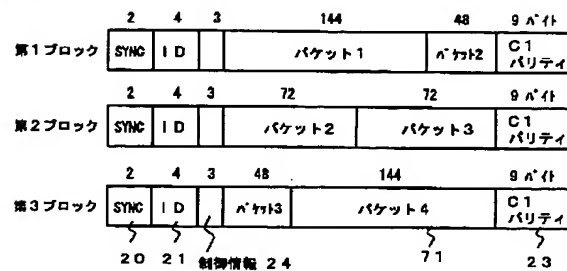 2 4 3 144 48 9 バイト
第1ブロック SYNC ID パケット1 パケット2 C1 パリティ
2 4 3 72 72 9 バイト
第2ブロック SYNC ID パケット2 パケット3 C1 パリティ
2 4 3 48 144 9 バイト
第3ブロック SYNC ID パケット3 パケット4 C1 パリティ
20 21 制御情報 24 71 23